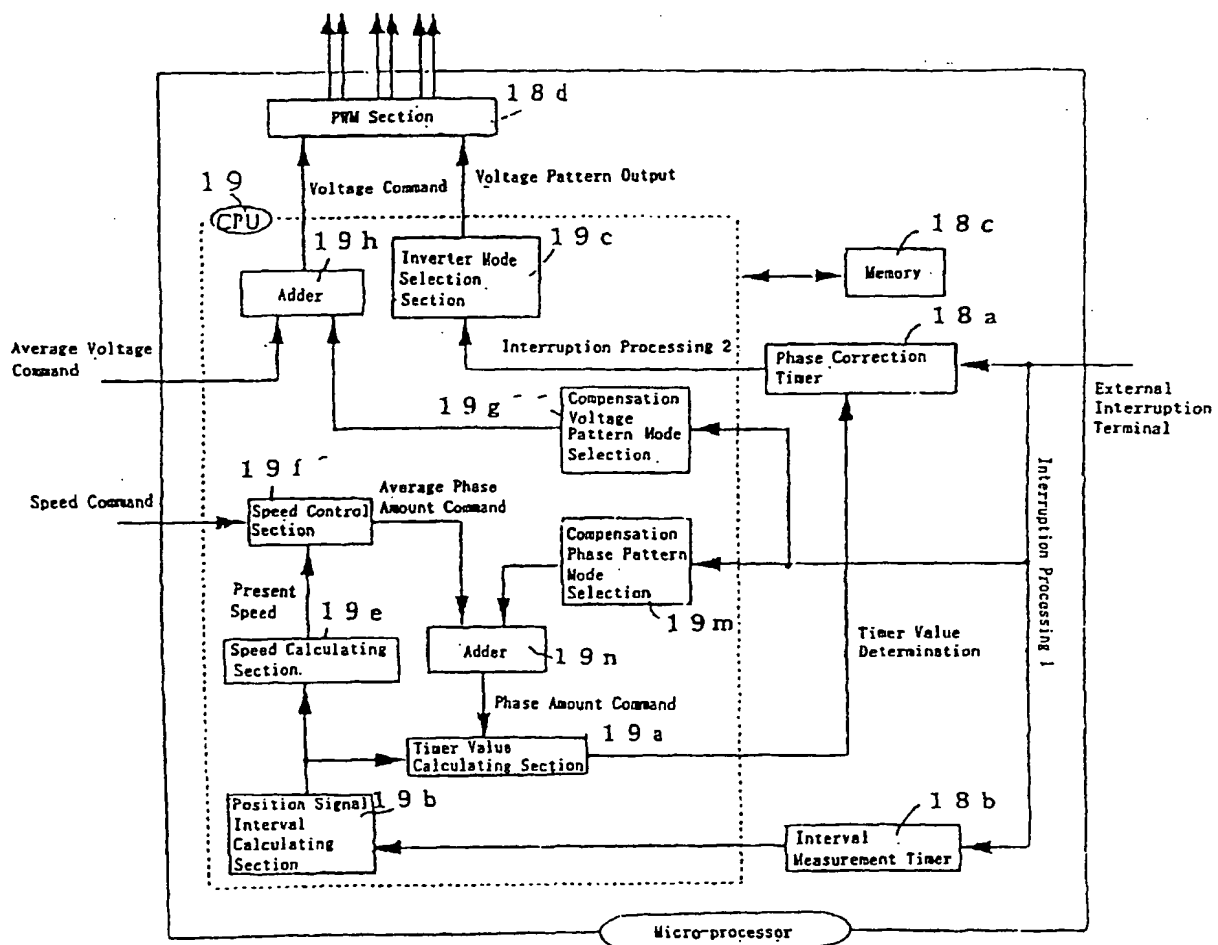 18d
PWM Section
Voltage Command
Voltage Pattern Output
19
CPU
19h
19c
18c
Inverter Mode
Selection
Section
Memory
Adder
18a
Average Voltage
Command
Interruption Processing 2
Phase Correction
Timer
External
Interruption
Terminal
19g
Compensation
Voltage
Pattern Mode
Selection
19f
Speed Command
Speed Control
Section
Average Phase
Amount Command
Compensation
Phase Pattern
Mode
Selection
Interruption Processing 1
Present
Speed
19e
19m
Speed Calculating
Section.
Adder
19n
Timer Value
Determination
Phase Amount Command
19a
Timer Value
Calculating Section
Position Signal
Interval
Calculating
Section
19b
18b
Interval
Measurement Timer
Micro-processor